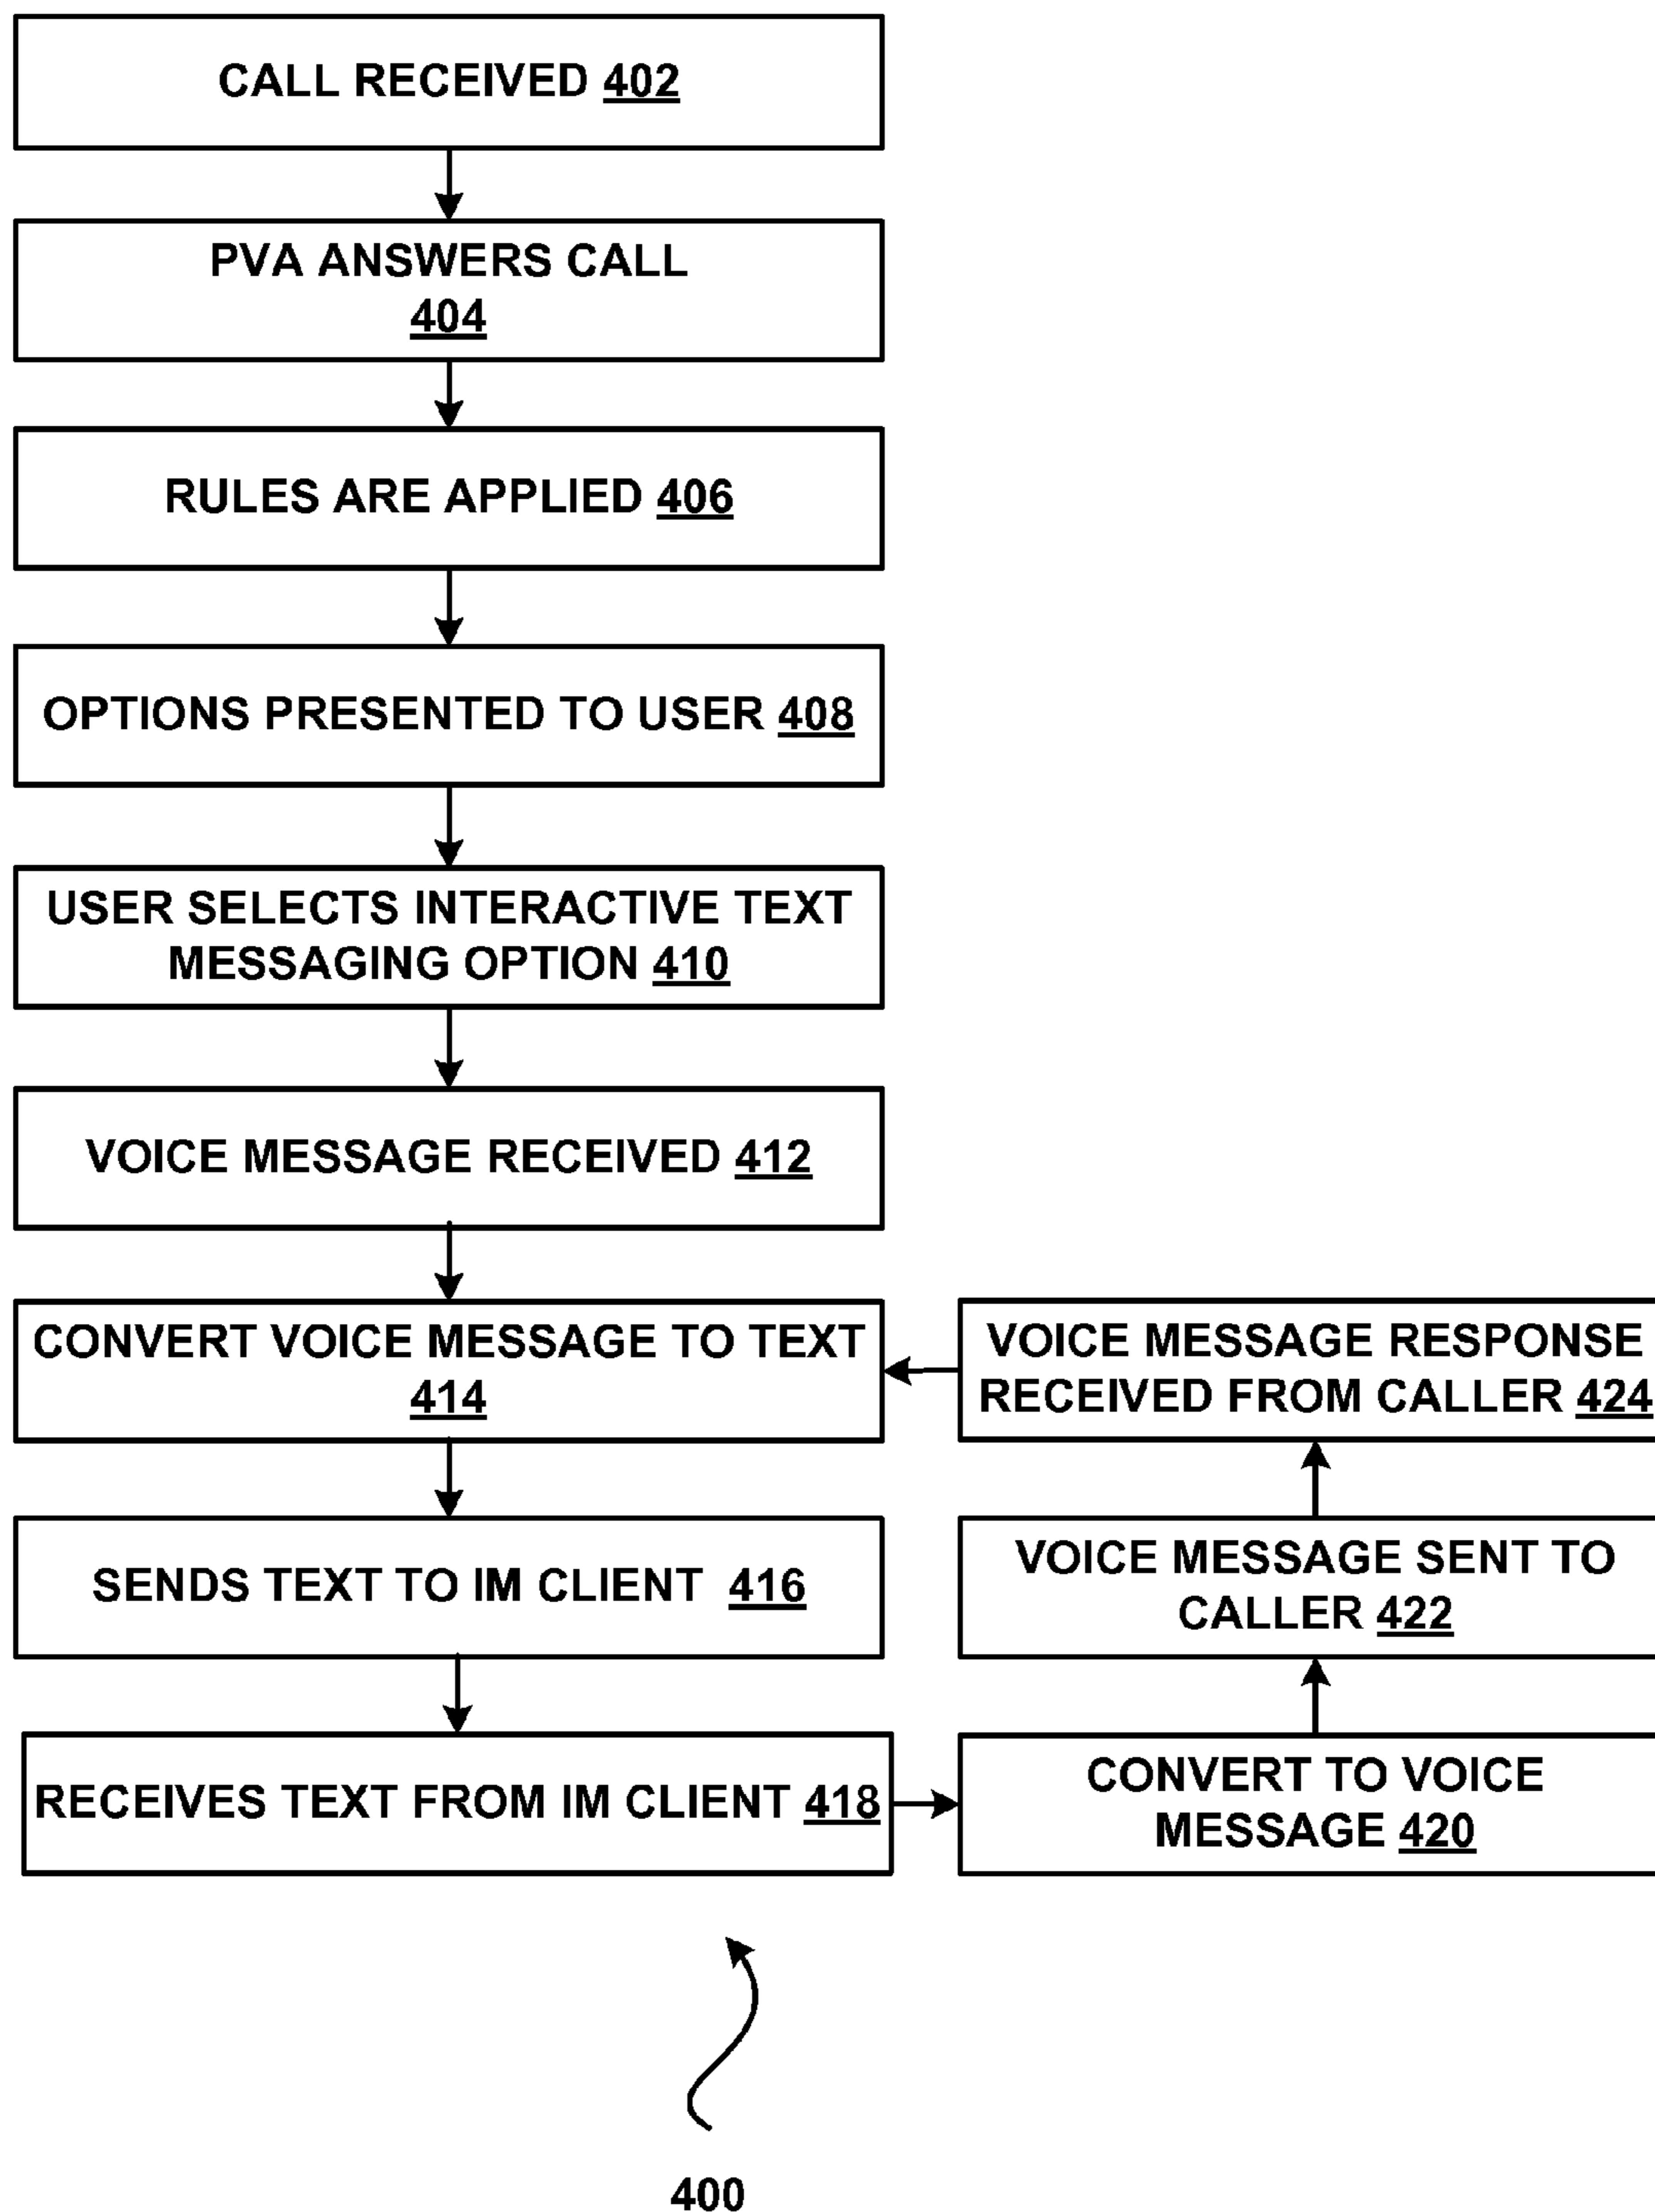 CALL RECEIVED 402
PVA ANSWERS CALL
404
RULES ARE APPLIED 406
OPTIONS PRESENTED TO USER 408
USER SELECTS INTERACTIVE TEXT
MESSAGING OPTION 410
VOICE MESSAGE RECEIVED 412
CONVERT VOICE MESSAGE TO TEXT
414
SENDS TEXT TO IM CLIENT 416
RECEIVES TEXT FROM IM CLIENT 418
CONVERT TO VOICE
MESSAGE 420
VOICE MESSAGE SENT TO
CALLER 422
VOICE MESSAGE RESPONSE
RECEIVED FROM CALLER 424
400